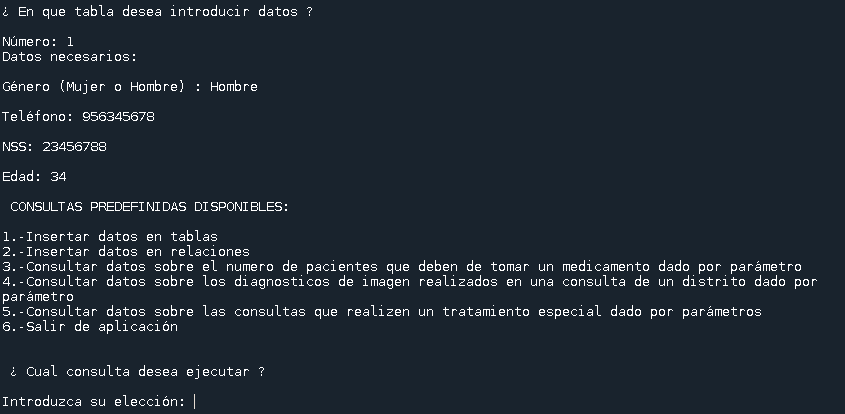 ¿ En que tabla desea introducir datos ?
Número: 1
Datos necesarios:
Género (Mujer o Hombre) : Hombre
Teléfono: 956345678
NSS: 23456788
Edad: 34
CONSULTAS PREDEFINIDAS DISPONIBLES:
1.-Insertar datos en tablas
2.-Insertar datos en relaciones
3.-Consultar datos sobre el numero de pacientes que deben de tomar un medicamento dado por parámetro
4.-Consultar datos sobre los diagnosticos de imagen realizados en una consulta de un distrito dado por
parámetro
5.-Consultar datos sobre las consultas que realizen un tratamiento especial dado por parámetros
6.-Salir de aplicación
¿ Cual consulta desea ejecutar ?
Introduzca su elección: